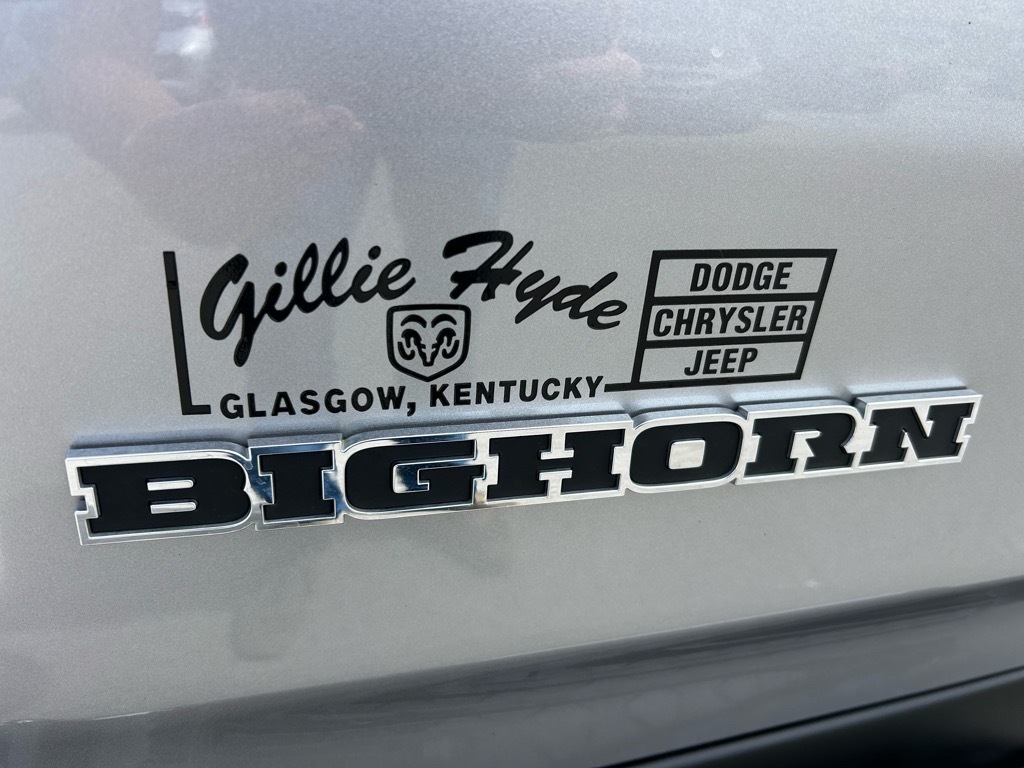 Gillie Hyde
DODGE
CHRYSLER
JEEP
GLASGOW, KENTUCKY
BIGHORN